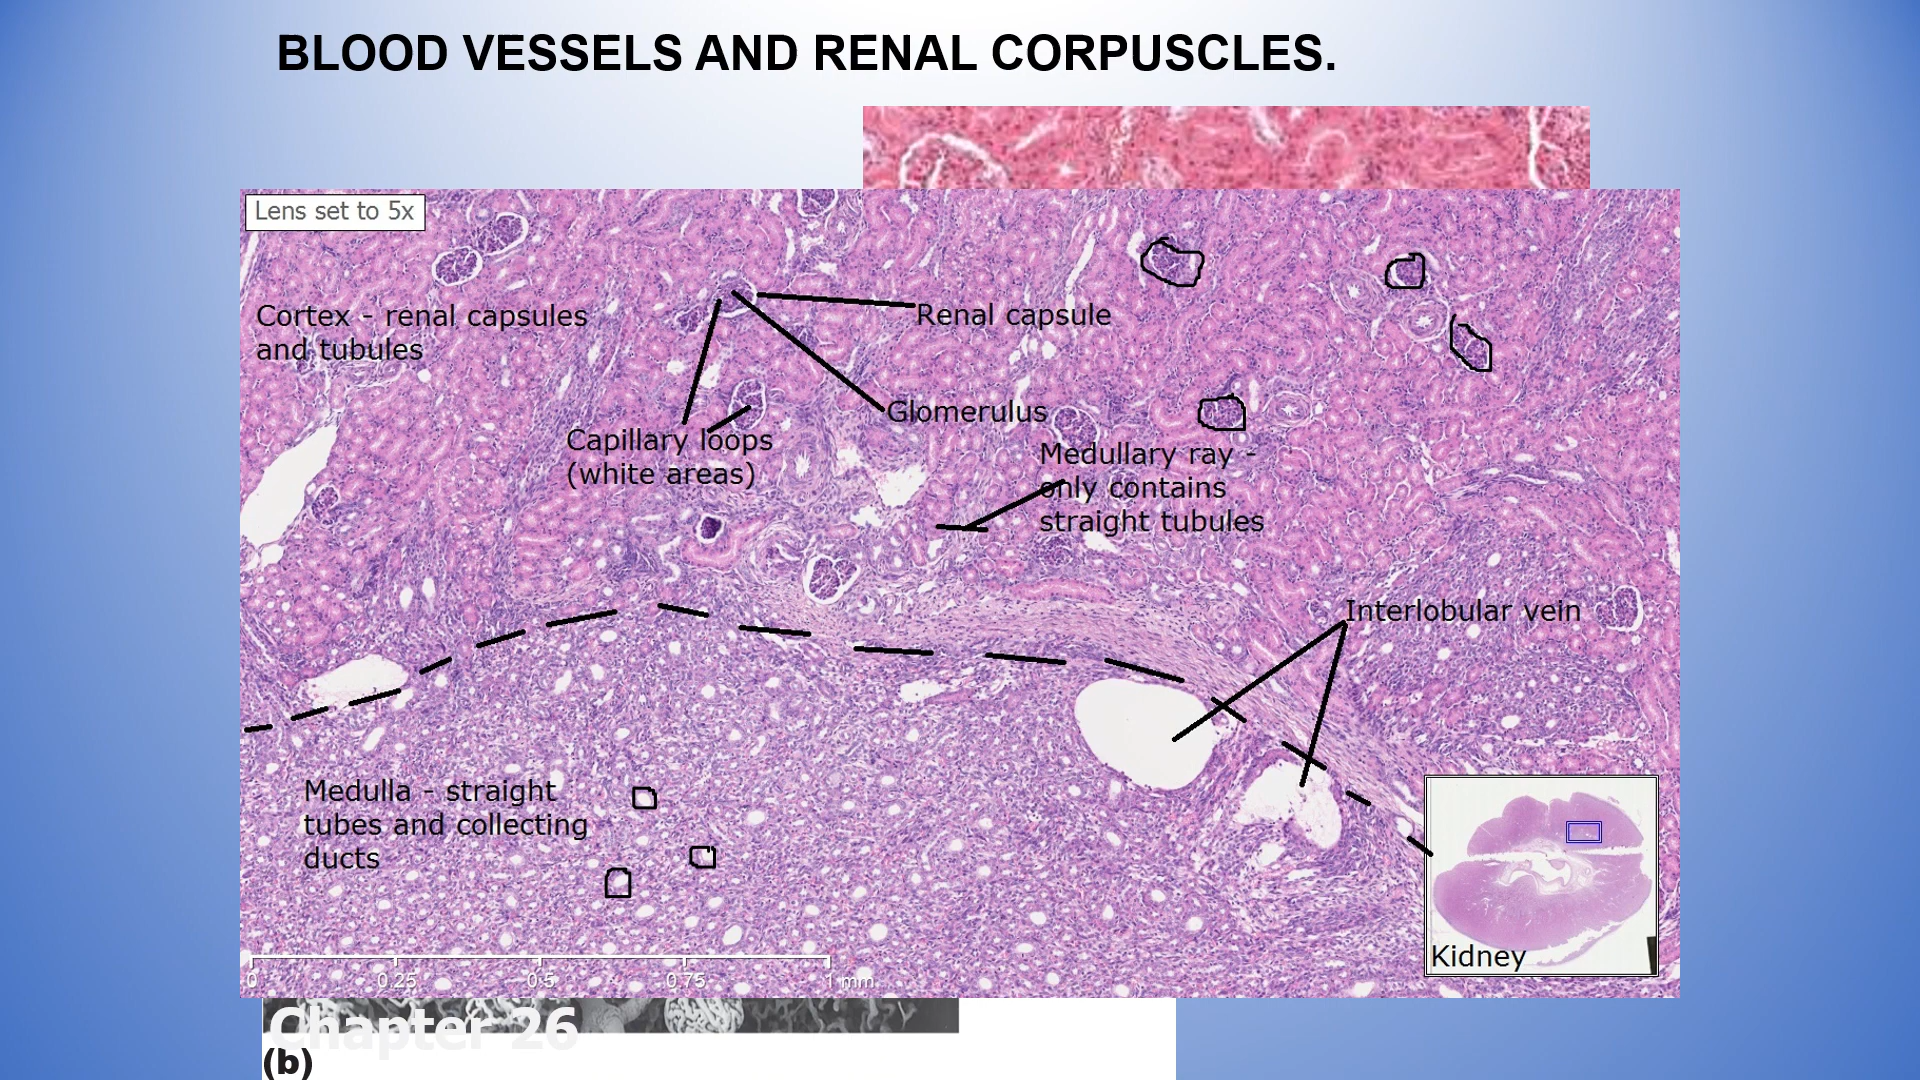 BLOOD VESSELS AND RENAL CORPUSCLES.
Lens set to 5x
Cortex - renal capsules
and tubules
Renal capsule
Glomerulus
Capillary loops
(white areas)
Medullary ray -
only contains
straight tubules
Interlobular vein
Medulla - straight
tubes and collecting
ducts
Kidney
0 0.25 0.5 0.75 1 mm
Chapter 26
(b)